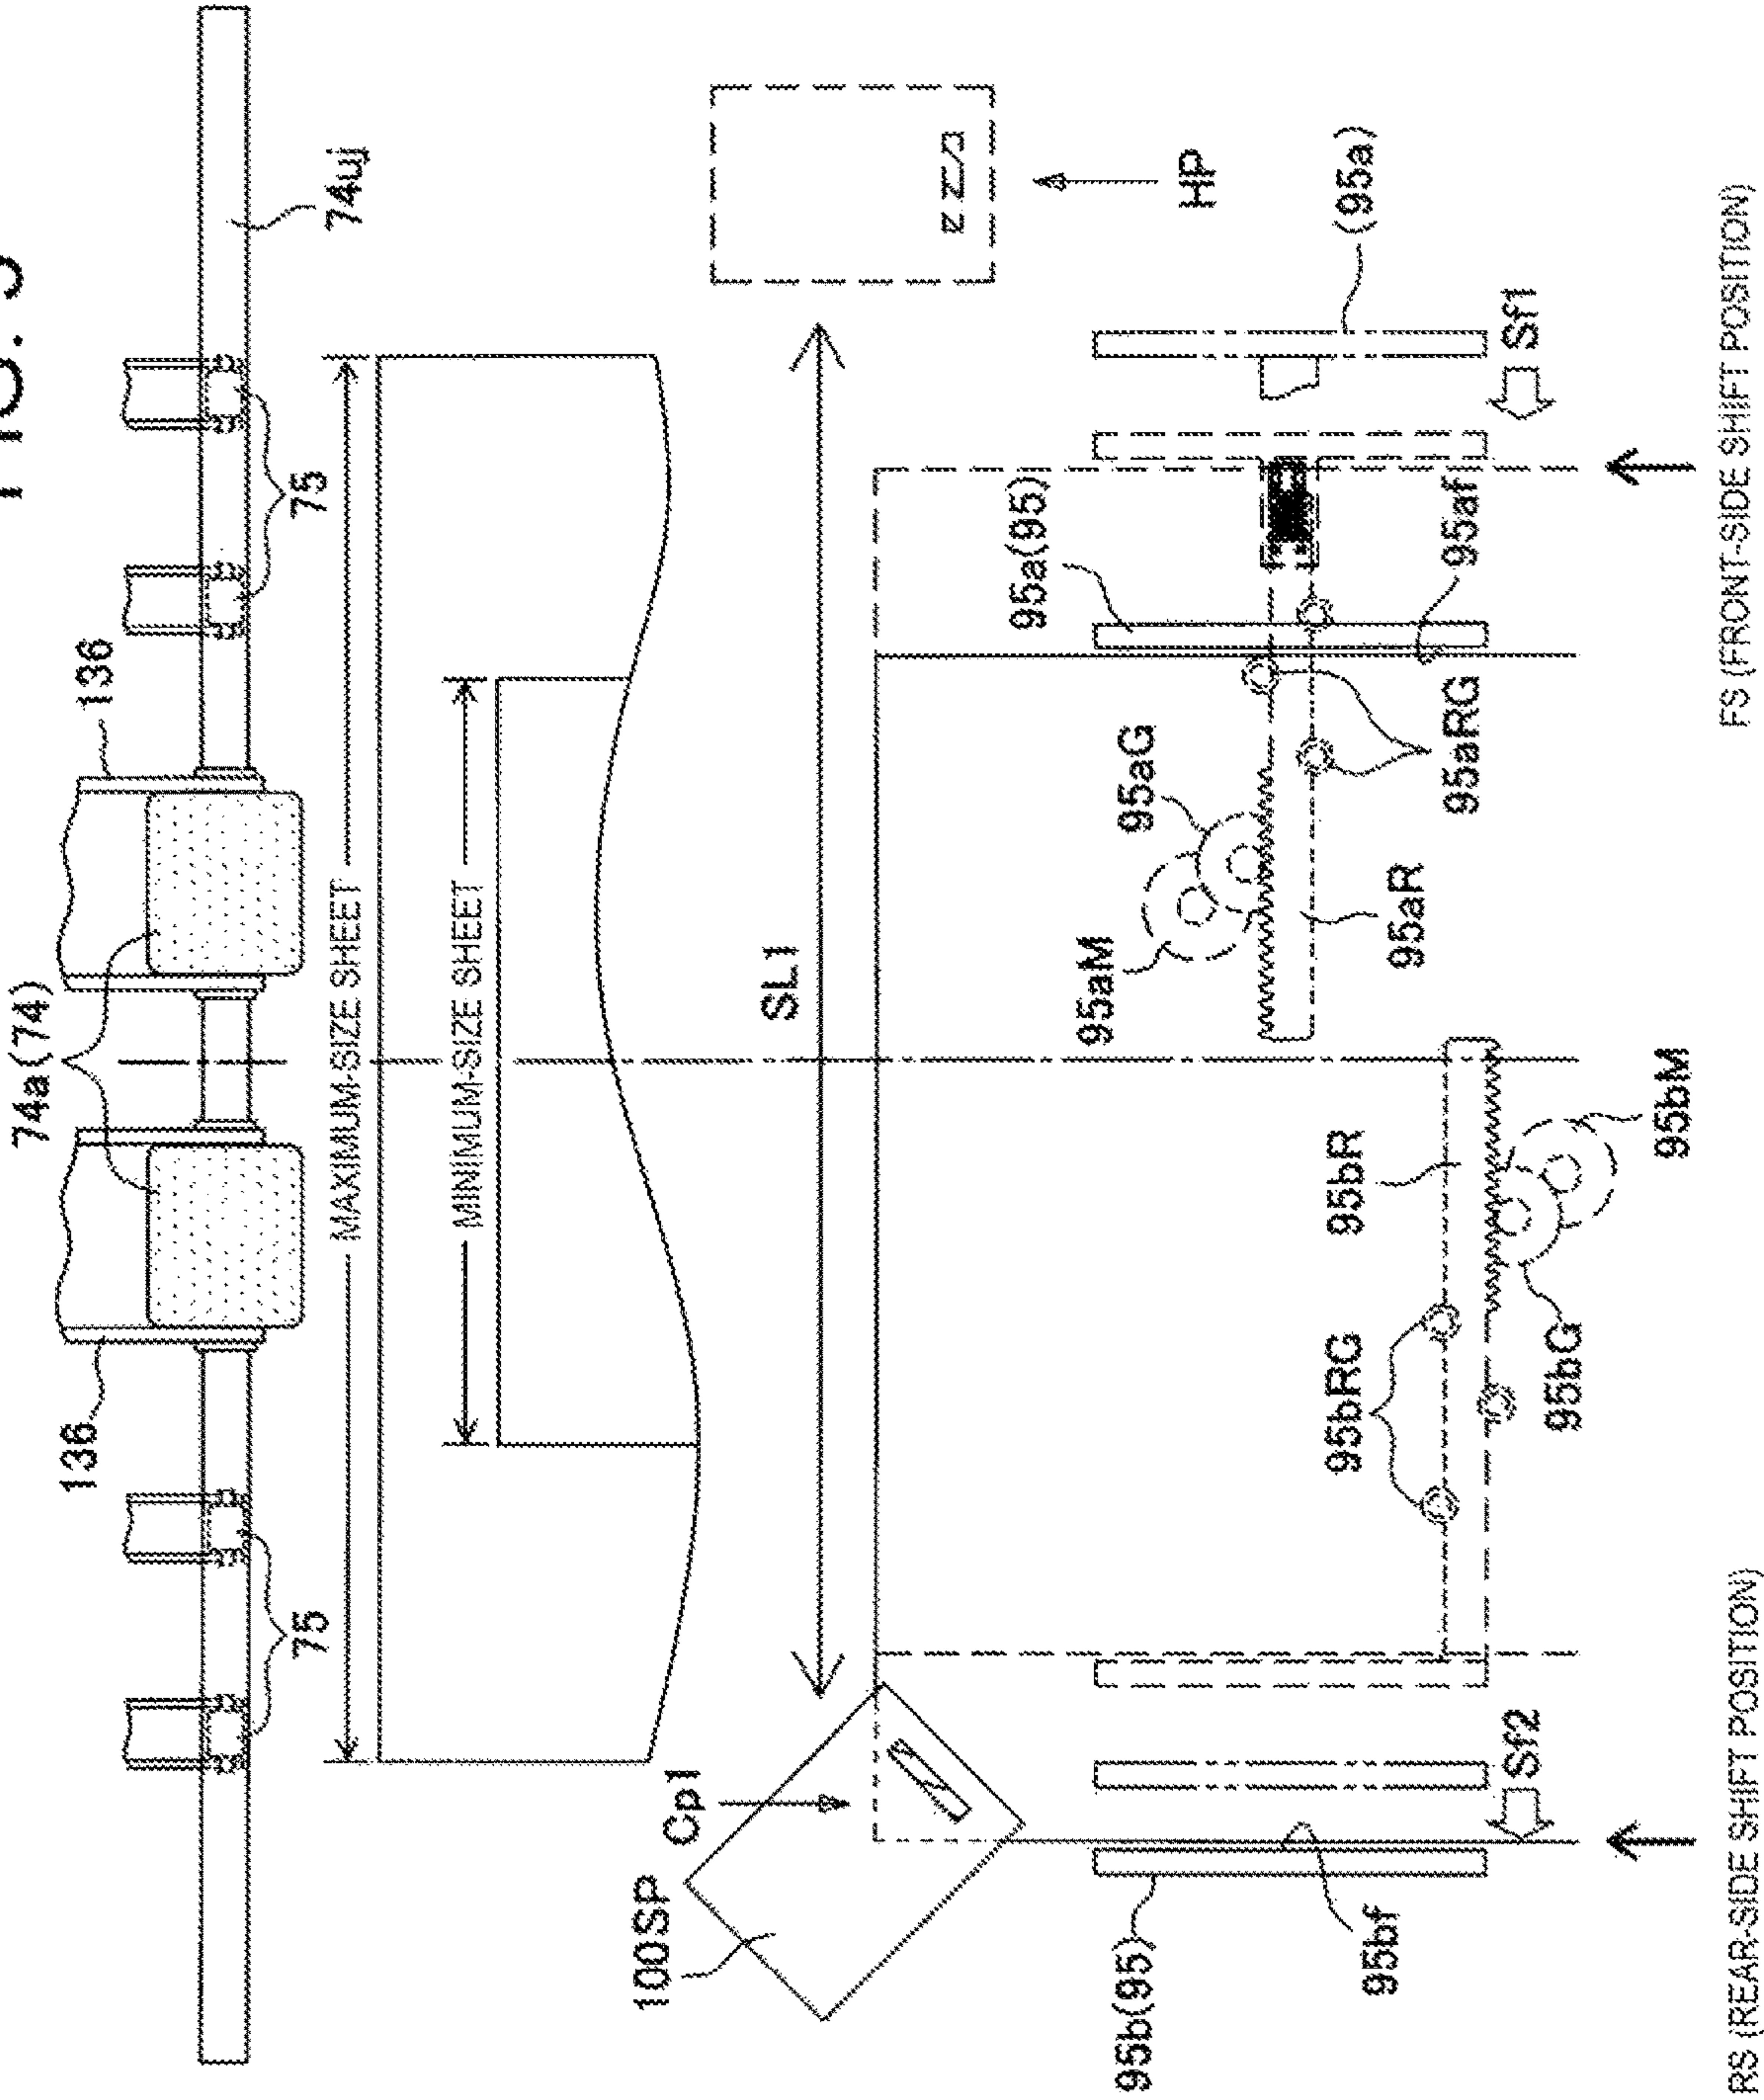 74a(74)
136
136
75
75
74uj
MAXIMUM-SIZE SHEET
MINIMUM-SIZE SHEET
SL1
HP
100SP
Cp1
95a(95)
(95a)
95aG
95aM
95aR
95aRG
95af
Sf1
95bRG
95bR
95bM
95bG
95b(95)
95bf
Sf2
RS (REAR-SIDE SHIFT POSITION)
FS (FRONT-SIDE SHIFT POSITION)